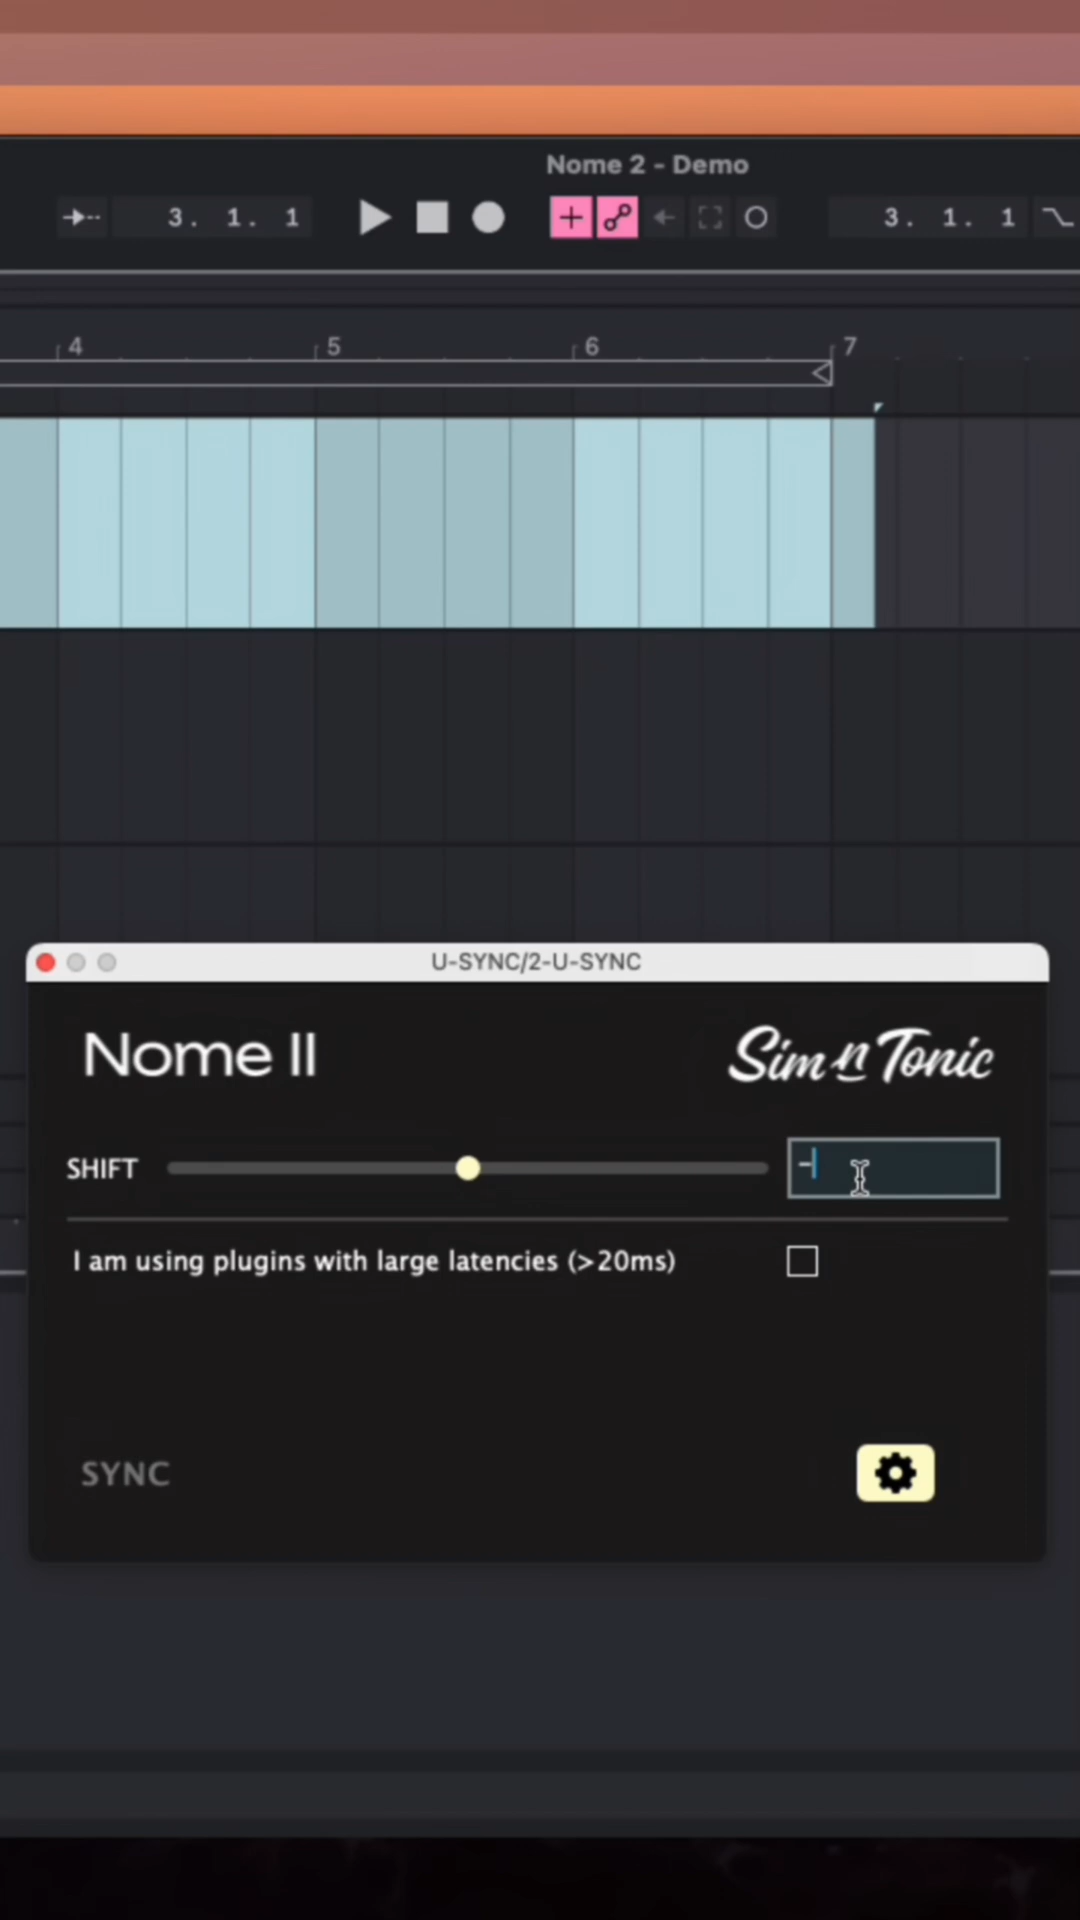 Nome 2 - Demo
3. 1. 1
3. 1. 1
4 5 6 7
U-SYNC/2-U-SYNC
Nome II
Sim n Tonic
SHIFT
-
I am using plugins with large latencies (>20ms)
SYNC